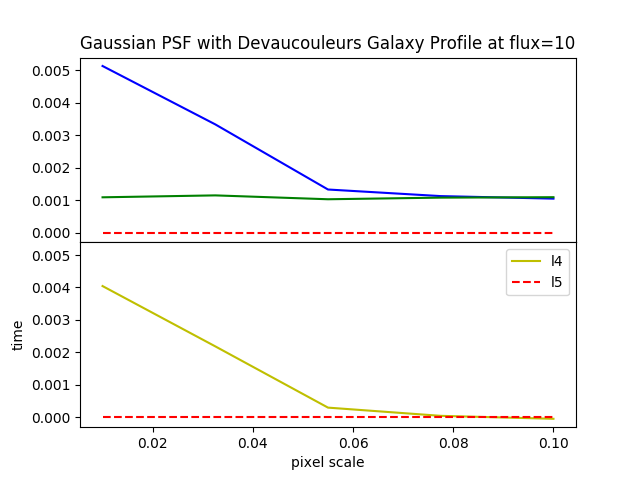 Gaussian PSF with Devaucouleurs Galaxy Profile at flux=10
0.005
0.004
0.003
0.002
0.001
0.000
0.005
0.004
0.003
0.002
0.001
0.000
time
l4
l5
0.02 0.04 0.06 0.08 0.10
pixel scale